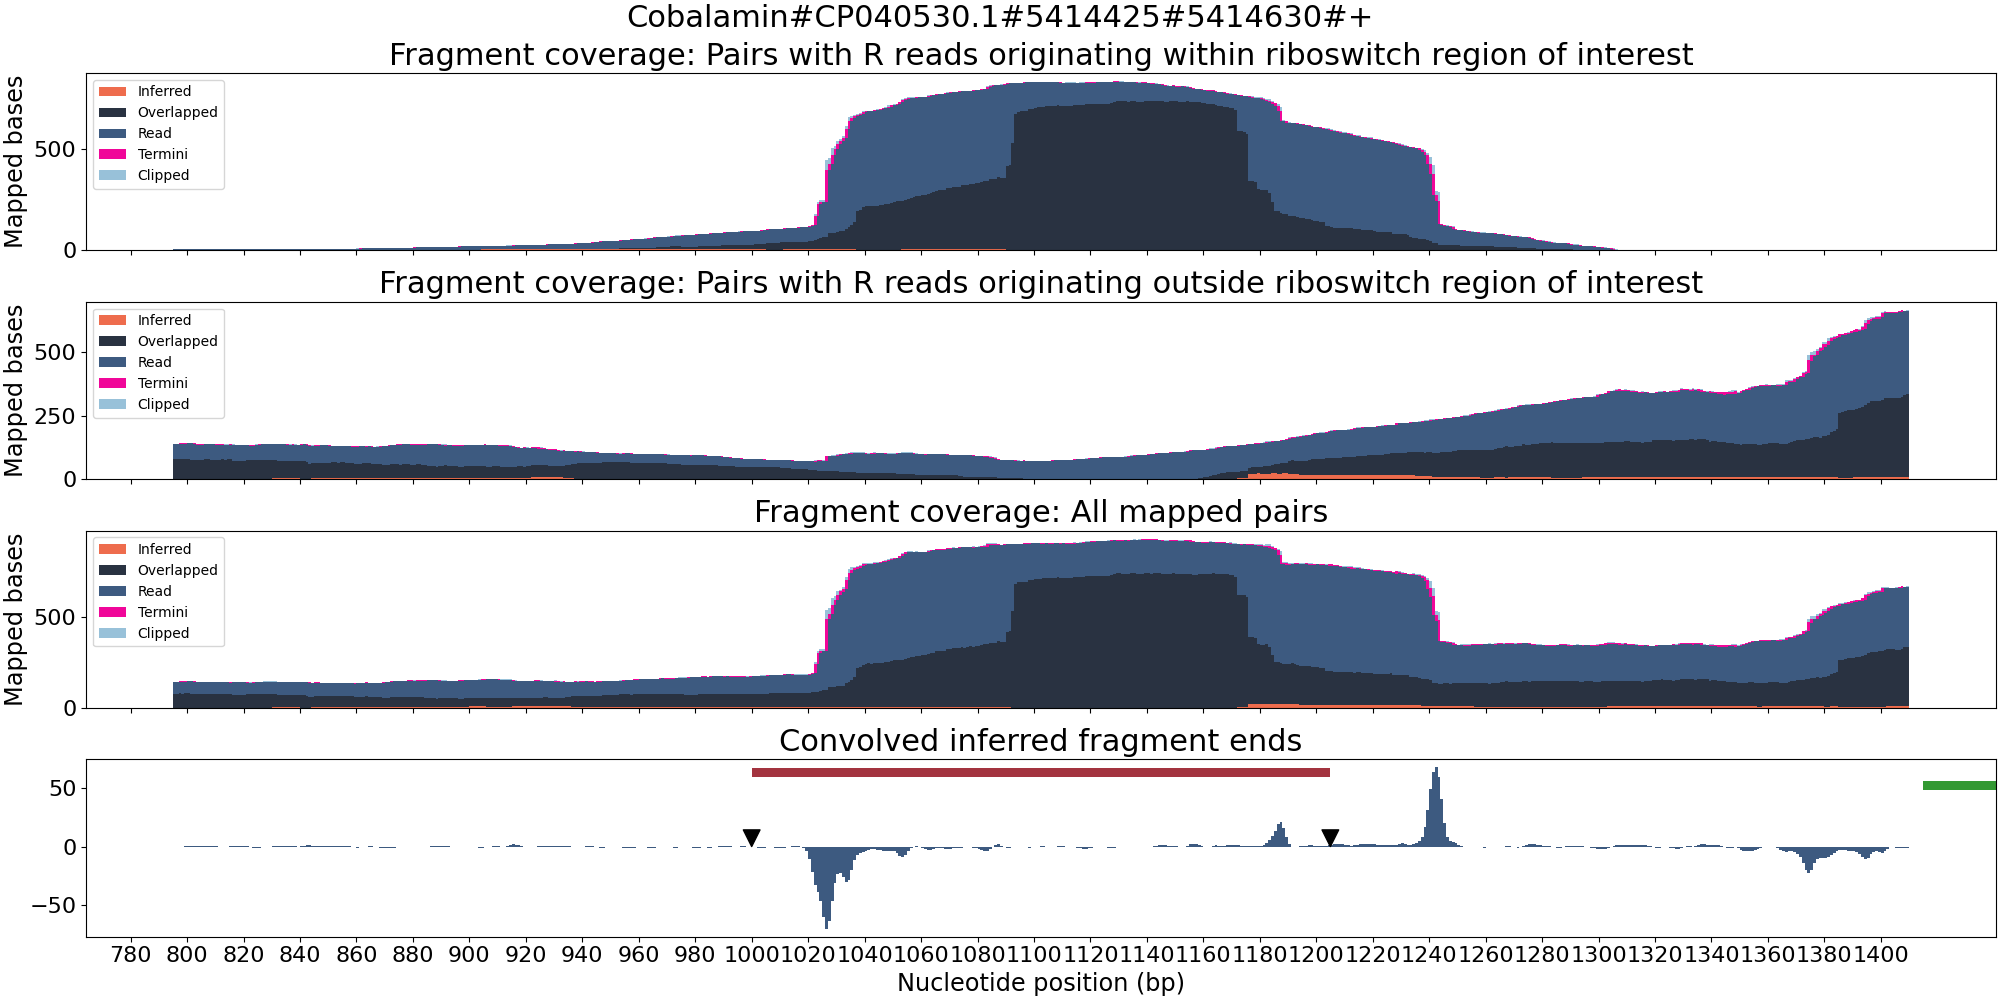 Cobalamin#CP040530.1#5414425#5414630#+
Fragment coverage: Pairs with R reads originating within riboswitch region of interest
Mapped bases
500
0
Inferred
Overlapped
Read
Termini
Clipped
Fragment coverage: Pairs with R reads originating outside riboswitch region of interest
Mapped bases
500
250
0
Inferred
Overlapped
Read
Termini
Clipped
Fragment coverage: All mapped pairs
Mapped bases
500
0
Inferred
Overlapped
Read
Termini
Clipped
Convolved inferred fragment ends
50
0
−50
780 800 820 840 860 880 900 920 940 960 980 1000 1020 1040 1060 1080 1100 1120 1140 1160 1180 1200 1220 1240 1260 1280 1300 1320 1340 1360 1380 1400
Nucleotide position (bp)